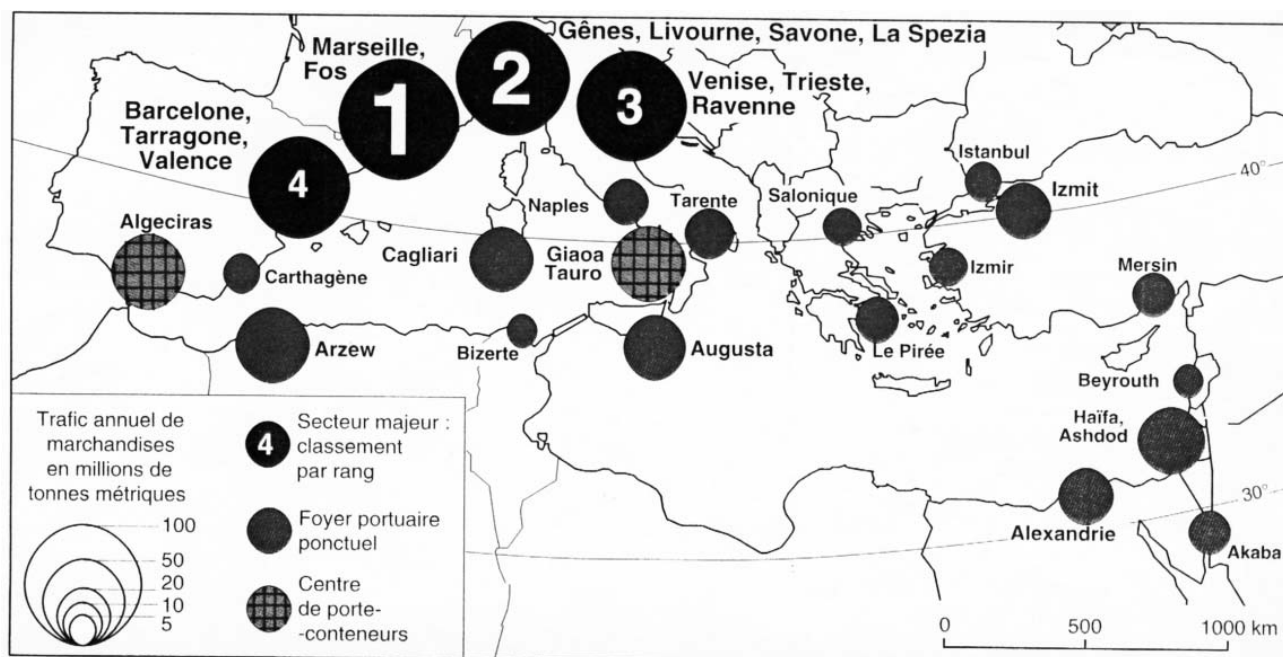 Gênes, Livourne, Savone, La Spezia
Marseille,
Fos
1
2
3
Venise, Trieste,
Ravenne
Barcelone,
Tarragone,
Valence
4
Istanbul
40°
Izmit
Naples
Tarente
Salonique
Algeciras
Cagliari
Giaoa
Tauro
Carthagène
Izmir
Mersin
Arzew
Bizerte
Augusta
Le Pirée
Beyrouth
Haïfa,
Ashdod
30°
Alexandrie
Akaba
Trafic annuel de
marchandises
en millions de
tonnes métriques
100
50
20
10
5
4
Secteur majeur :
classement
par rang
Foyer portuaire
ponctuel
Centre
de porte-
-conteneurs
0 500 1000 km